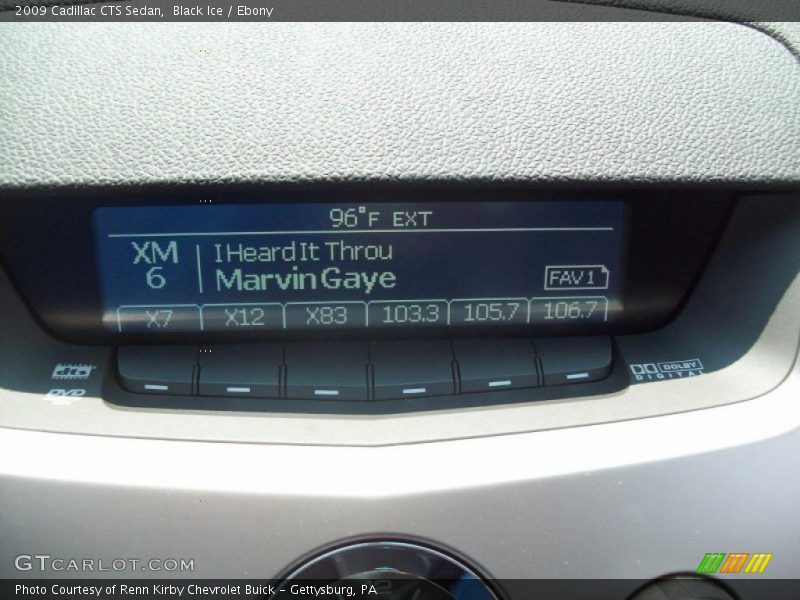 2009 Cadillac CTS Sedan, Black Ice / Ebony
96°F EXT
XM
6
I Heard It Throu
Marvin Gaye
FAV1
X7 X12 X83 103.3 105.7 106.7
dts
DVD
DOLBY
DIGITAL
GTCARLOT.COM
Photo Courtesy of Renn Kirby Chevrolet Buick - Gettysburg, PA